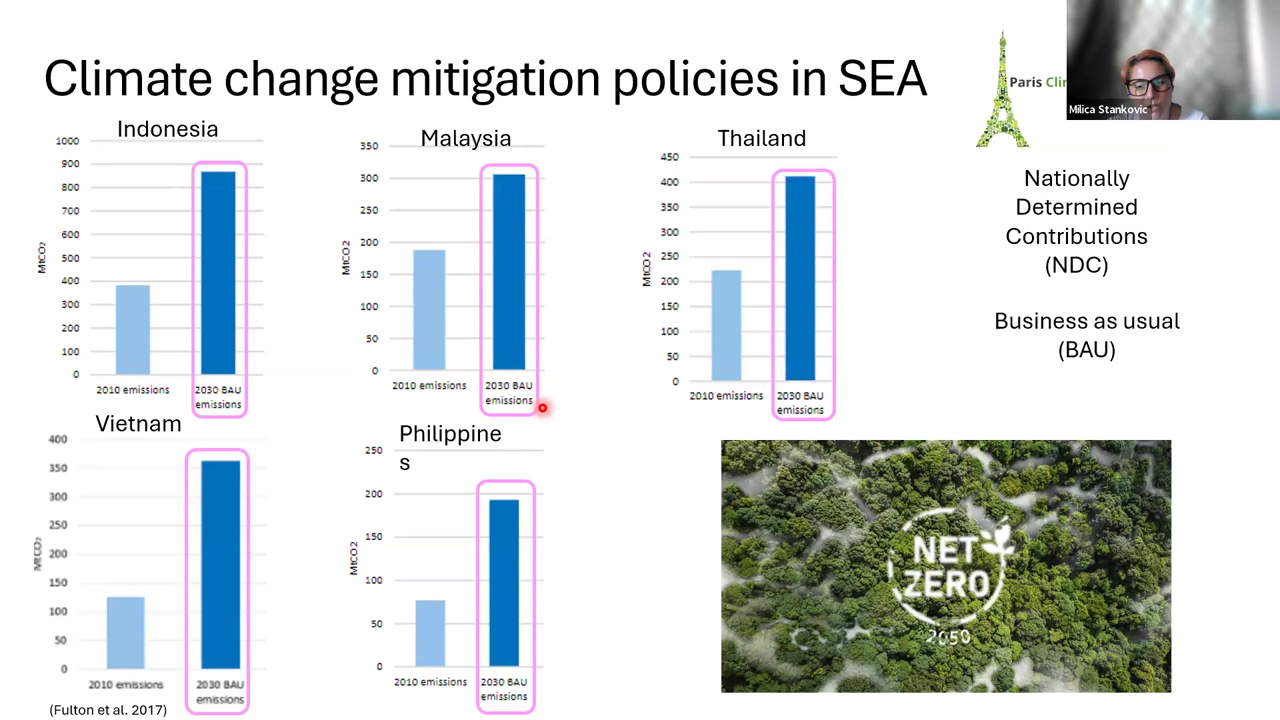 Climate change mitigation policies in SEA
Paris Cli
Milica Stankovic
Indonesia
1000
900
800
700
600
500
400
300
200
100
0
MtCO₂
2010 emissions
2030 BAU
emissions
Malaysia
350
300
250
200
150
100
50
0
MtCO2
2010 emissions
2030 BAU
emissions
Thailand
450
400
350
300
250
200
150
100
50
0
MtCO2
2010 emissions
2030 BAU
emissions
Nationally
Determined
Contributions
(NDC)
Business as usual
(BAU)
Vietnam
400
350
300
250
200
150
100
50
0
MtCO₂
2010 emissions
2030 BAU
emissions
Philippine
s
250
200
150
100
50
0
MtCO2
2010 emissions
2030 BAU
emissions
NET
ZERO
2050
(Fulton et al. 2017)